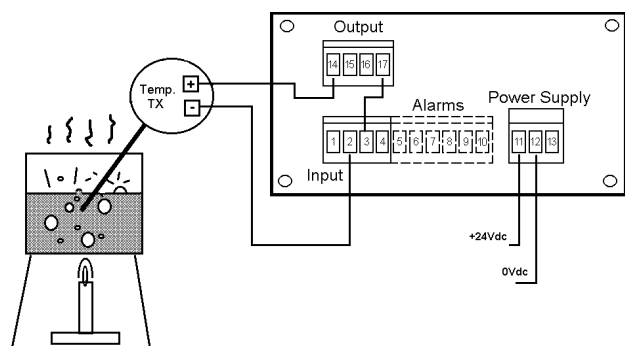 Output
14 15 16 17
Temp.
TX
+
-
Alarms
Power Supply
1 2 3 4 5 6 7 8 9 10
11 12 13
Input
+24Vdc
0Vdc